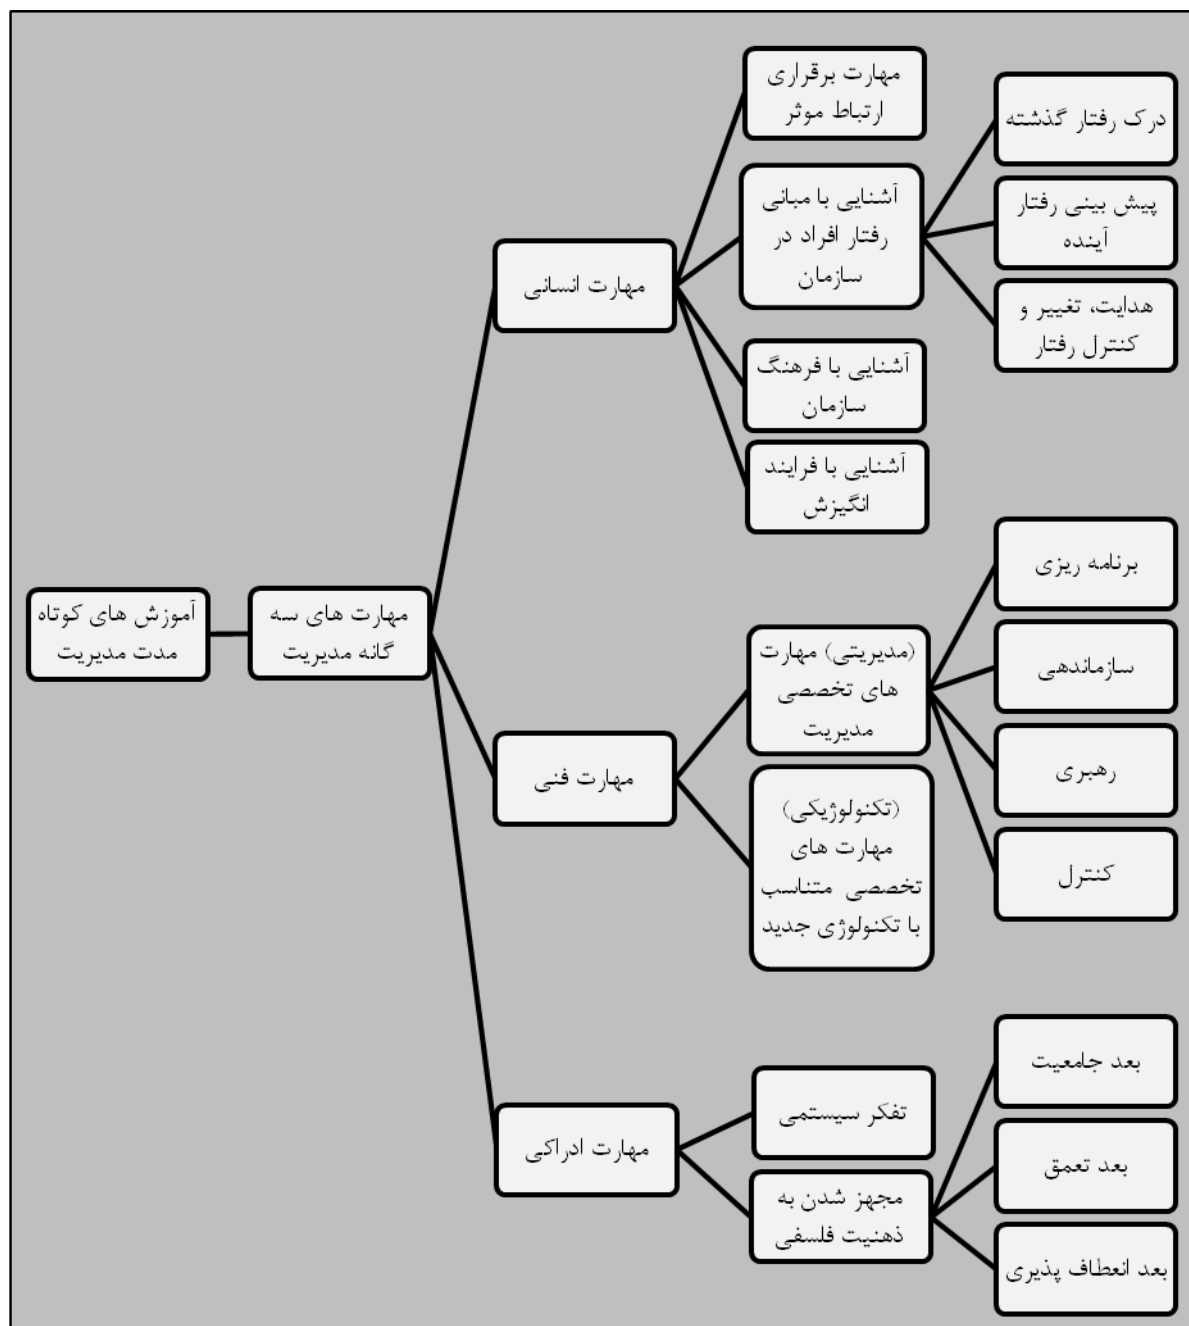 آموزش های کوتاه
مدت مدیریت
مهارت های سه
گانه مدیریت
مهارت انسانی
مهارت برقراری
ارتباط موثر
آشنایی با مبانی
رفتار افراد در
سازمان
درک رفتار گذشته
پیش بینی رفتار
آینده
هدایت، تغییر و
کنترل رفتار
آشنایی با فرهنگ
سازمان
آشنایی با فرایند
انگیزش
مهارت فنی
(مدیریتی) مهارت
های تخصصی
مدیریت
برنامه ریزی
سازماندهی
رهبری
کنترل
(تکنولوژیکی)
مهارت های
تخصصی متناسب
با تکنولوژی جدید
مهارت ادراکی
تفکر سیستمی
مجهز شدن به
ذهنیت فلسفی
بعد جامعیت
بعد تعمق
بعد انعطاف پذیری